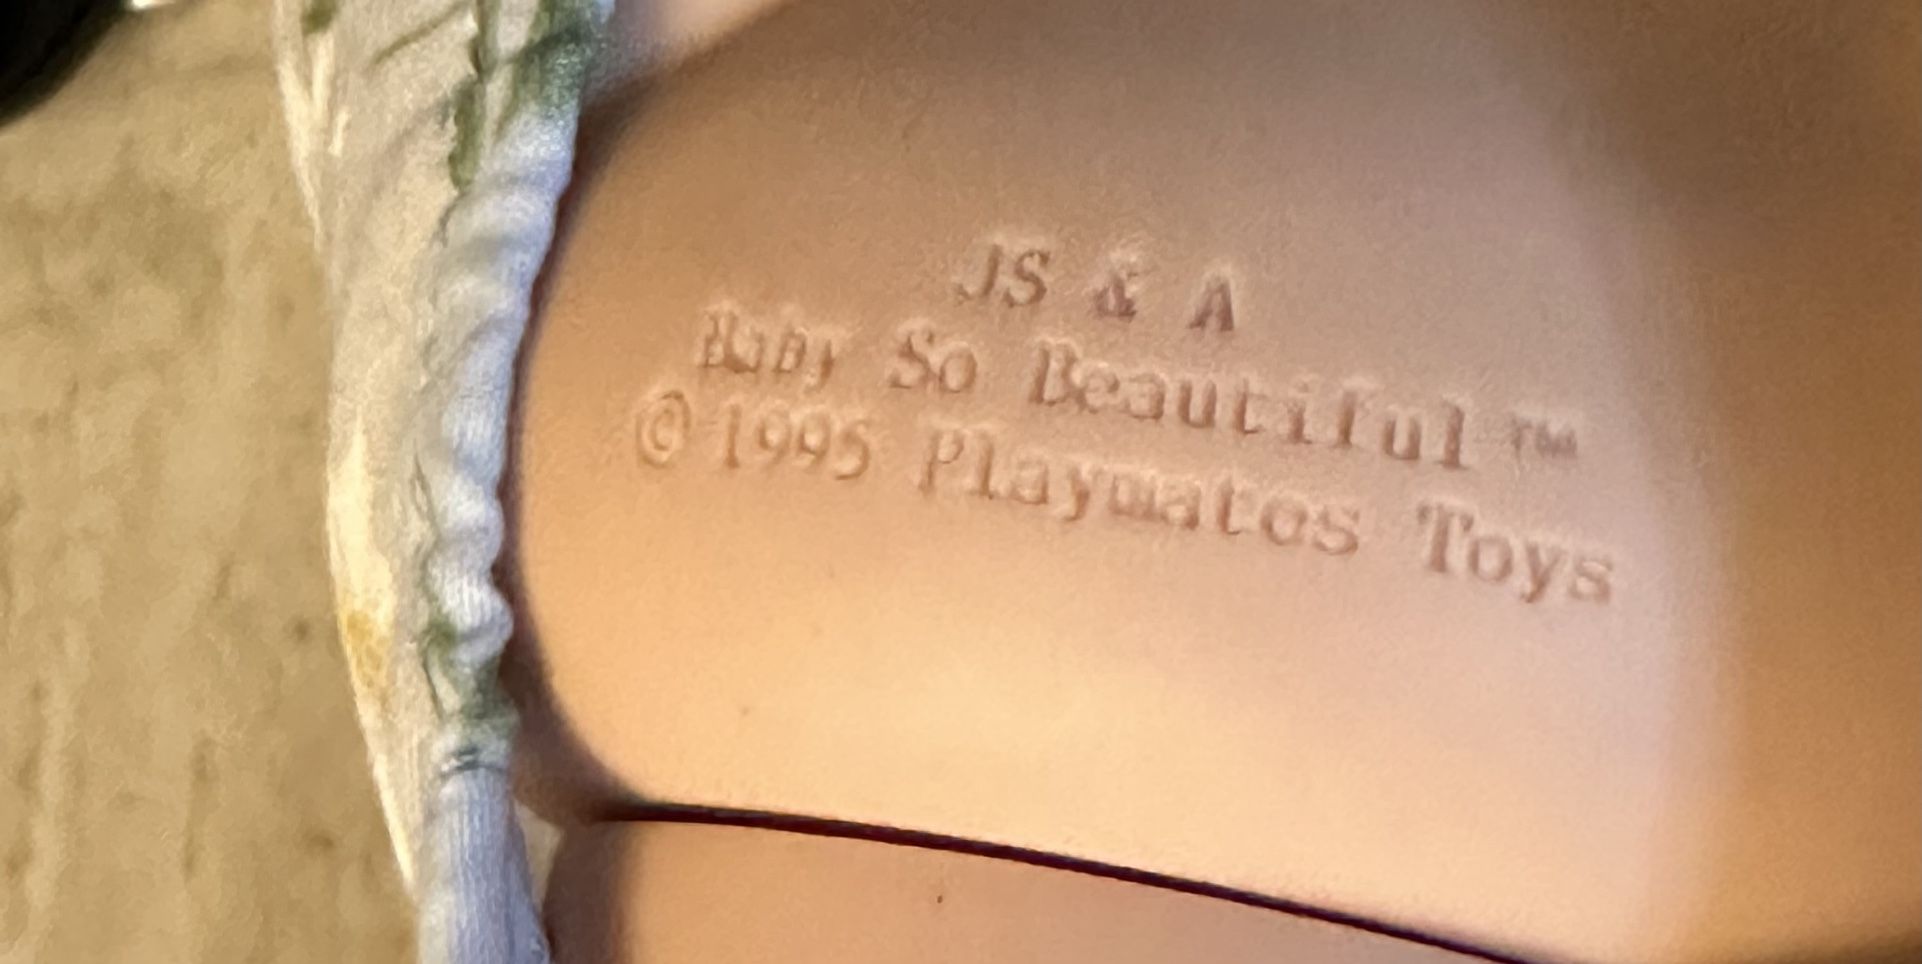 JS & A
Baby So Beautiful™
©1995 Playmates Toys